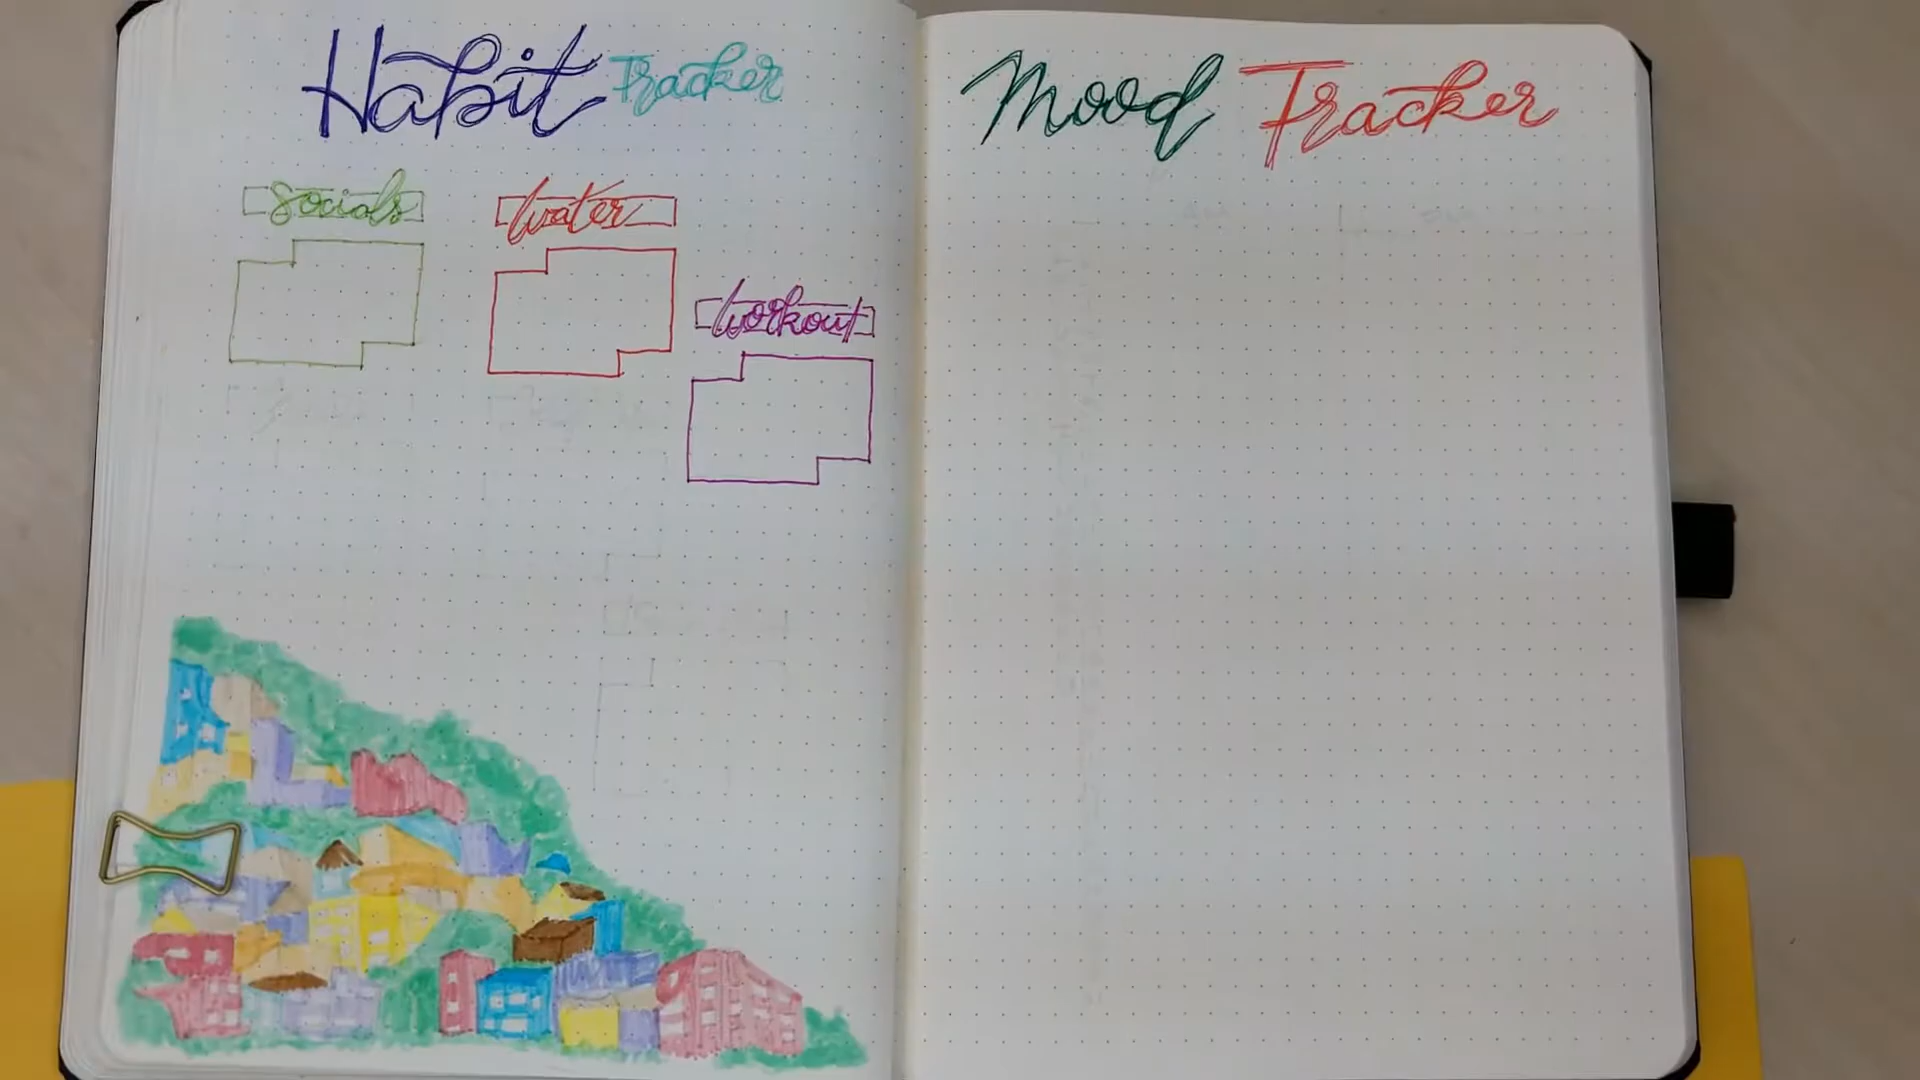 Habit Tracker
Socials
Water
Workout
Mood Tracker